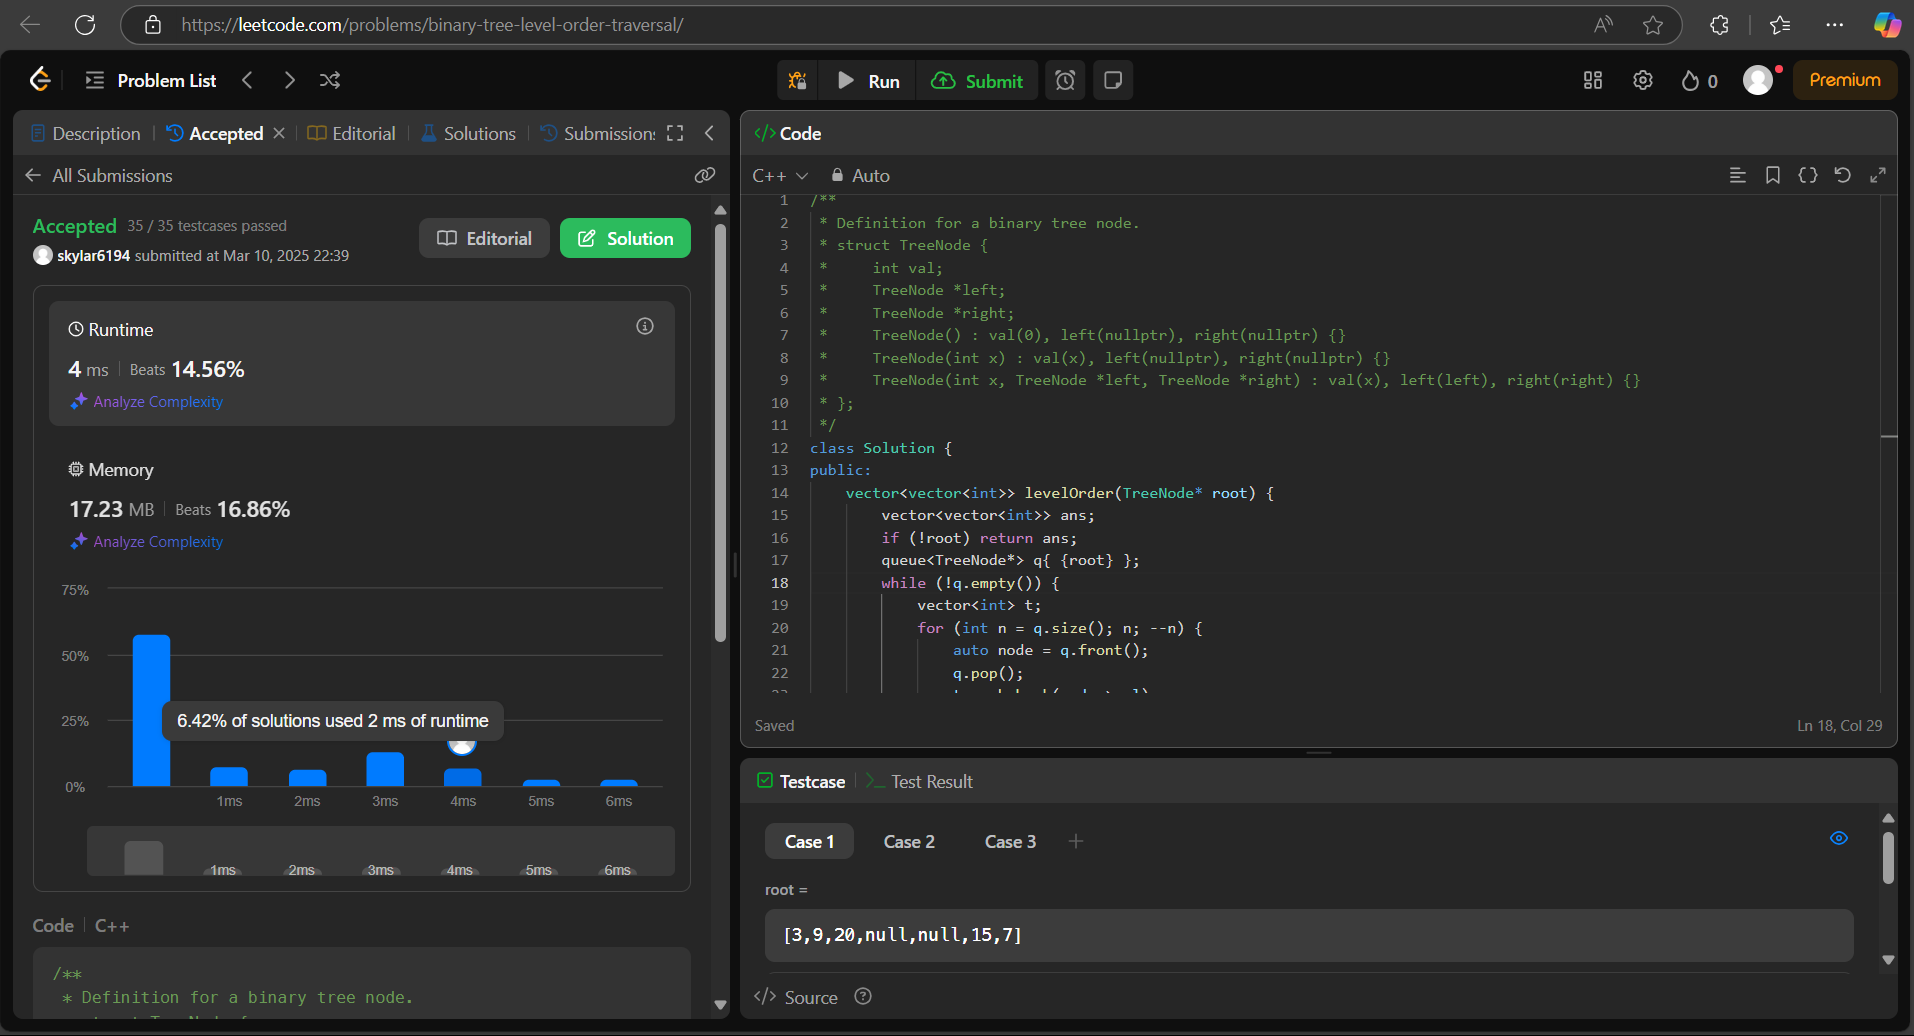 https://leetcode.com/problems/binary-tree-level-order-traversal/
Problem List
Run
Submit
0
Premium
Description
Accepted
Editorial
Solutions
Submissions
All Submissions
Accepted 35 / 35 testcases passed
skylar6194 submitted at Mar 10, 2025 22:39
Editorial
Solution
Runtime
4 ms Beats 14.56%
Analyze Complexity
Memory
17.23 MB Beats 16.86%
Analyze Complexity
75%
50%
25%
0%
6.42% of solutions used 2 ms of runtime
1ms 2ms 3ms 4ms 5ms 6ms
1ms 2ms 3ms 4ms 5ms 6ms
Code C++
/**
* Definition for a binary tree node.
</> Code
C++ Auto
1 /**
2 * Definition for a binary tree node.
3 * struct TreeNode {
4 *     int val;
5 *     TreeNode *left;
6 *     TreeNode *right;
7 *     TreeNode() : val(0), left(nullptr), right(nullptr) {}
8 *     TreeNode(int x) : val(x), left(nullptr), right(nullptr) {}
9 *     TreeNode(int x, TreeNode *left, TreeNode *right) : val(x), left(left), right(right) {}
10 * };
11 */
12 class Solution {
13 public:
14     vector<vector<int>> levelOrder(TreeNode* root) {
15         vector<vector<int>> ans;
16         if (!root) return ans;
17         queue<TreeNode*> q{ {root} };
18         while (!q.empty()) {
19             vector<int> t;
20             for (int n = q.size(); n; --n) {
21                 auto node = q.front();
22                 q.pop();
Saved
Ln 18, Col 29
Testcase
Test Result
Case 1
Case 2
Case 3
root =
[3,9,20,null,null,15,7]
</> Source